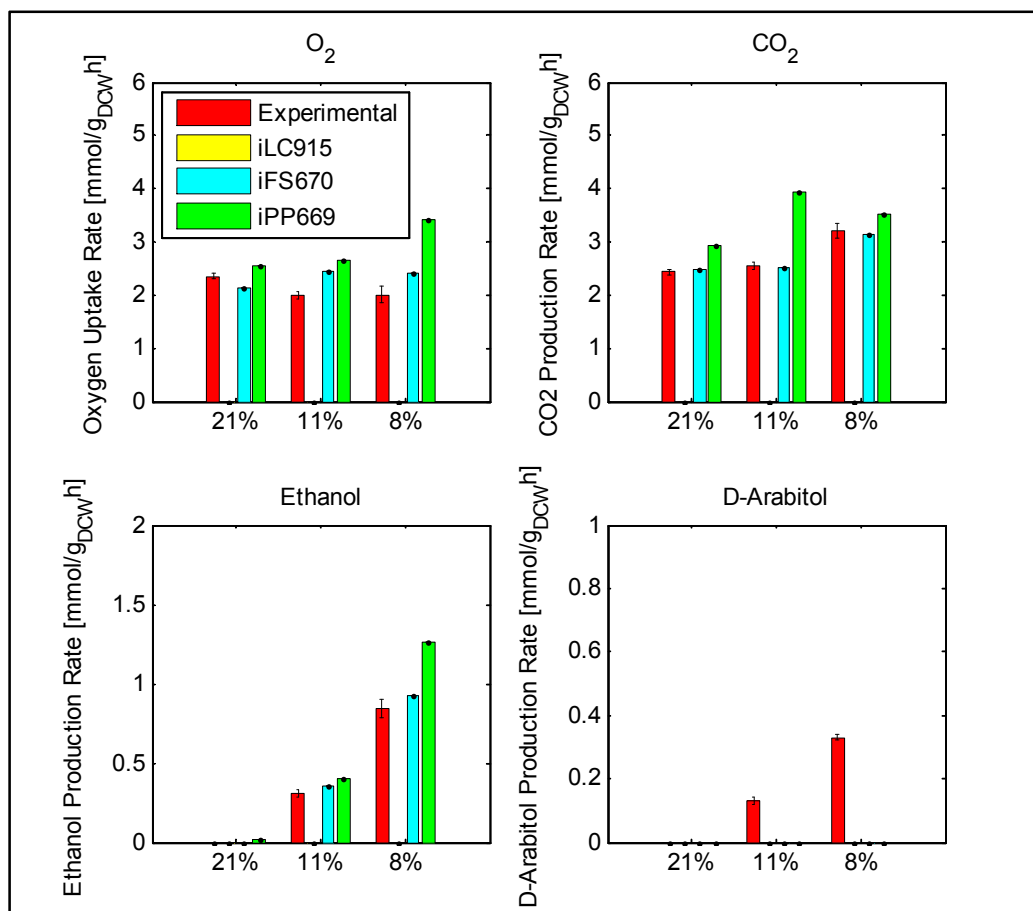 O2
Oxygen Uptake Rate [mmol/gDCWh]
6
5
4
3
2
1
0
Experimental
iLC915
iFS670
iPP669
21% 11% 8%
CO2
CO2 Production Rate [mmol/gDCWh]
6
5
4
3
2
1
0
21% 11% 8%
Ethanol
Ethanol Production Rate [mmol/gDCWh]
2
1.5
1
0.5
0
21% 11% 8%
D-Arabitol
D-Arabitol Production Rate [mmol/gDCWh]
1
0.8
0.6
0.4
0.2
0
21% 11% 8%